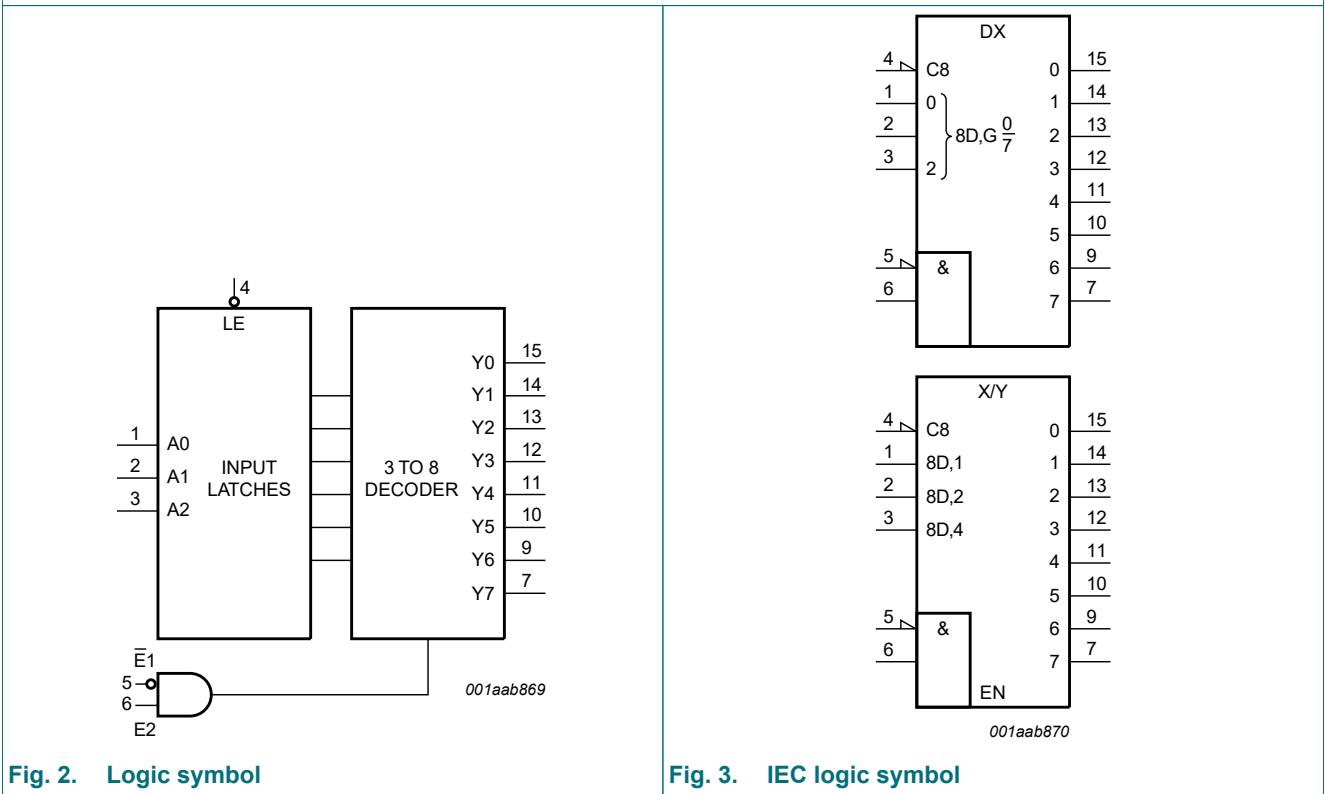 4
LE
1 A0
2 A1
3 A2
INPUT
LATCHES
3 TO 8
DECODER
Y0 15
Y1 14
Y2 13
Y3 12
Y4 11
Y5 10
Y6 9
Y7 7
E̅1
5
6
E2
001aab869
Fig. 2. Logic symbol
DX
4 C8
1 0
2
3 2
8D,G 0/7
5
6
&
0 15
1 14
2 13
3 12
4 11
5 10
6 9
7 7
X/Y
4 C8
1 8D,1
2 8D,2
3 8D,4
5
6
&
EN
0 15
1 14
2 13
3 12
4 11
5 10
6 9
7 7
001aab870
Fig. 3. IEC logic symbol